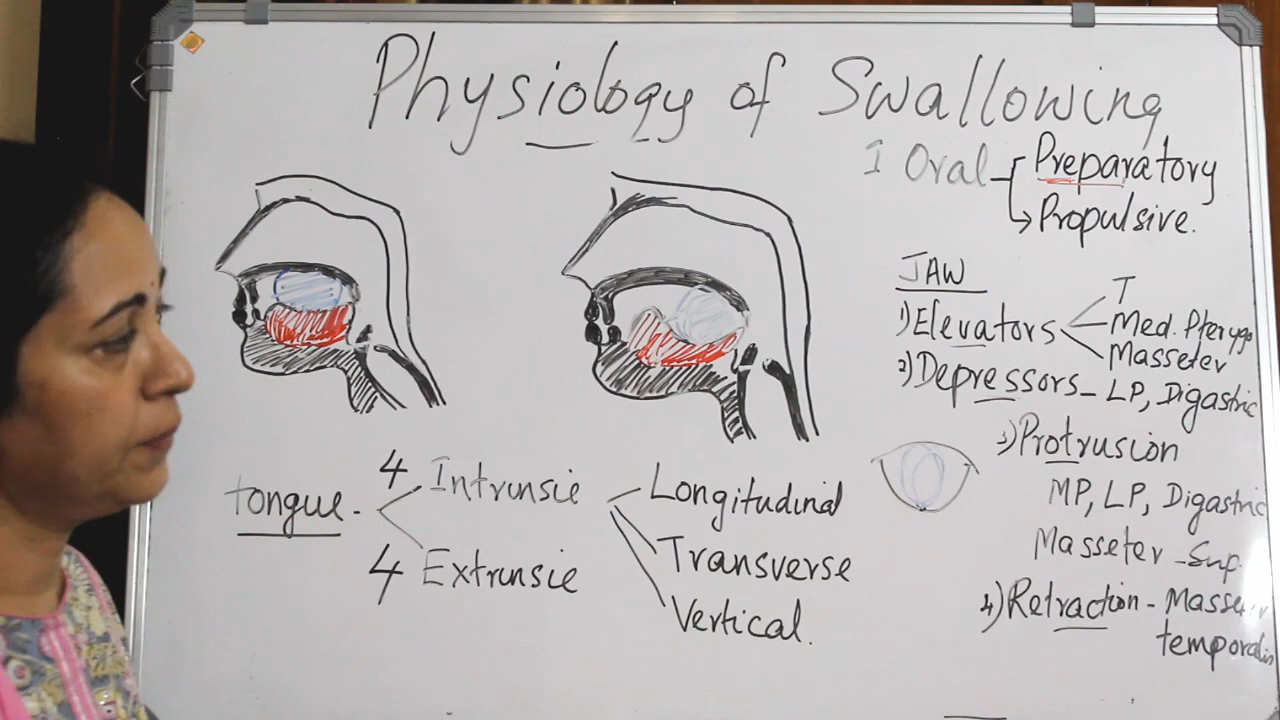 Physiology of Swallowing
I Oral Preparatory
Propulsive.
JAW
1) Elevators T
Med. Pterygo
Masseter
2) Depressors - LP, Digastric
3) Protrusion
MP, LP, Digastric
Masseter - Sup.
4) Retraction - Masseter
temporalis
tongue - 4 Intrinsic Longitudinal
Transverse
4 Extrinsic
Vertical.